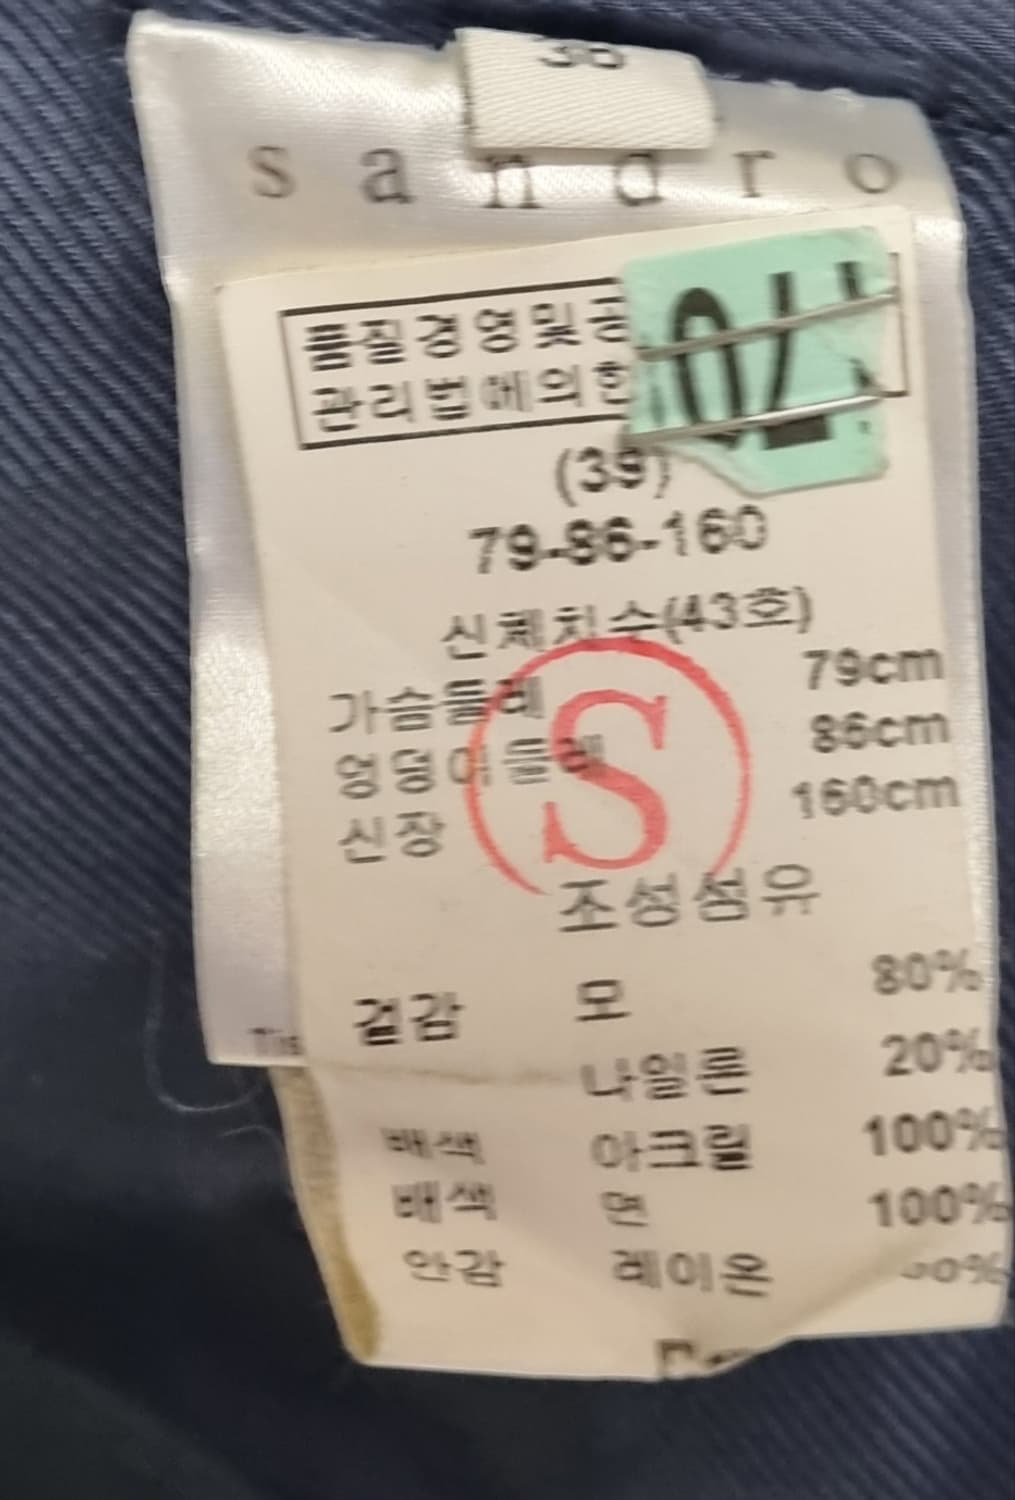 s a n d r o
품질경영및공
관리법에의한
(39)
79-86-160
신체치수(43호)
가슴둘레 79cm
엉덩이둘레 86cm
신장 160cm
S
조성섬유
겉감 모 80%
나일론 20%
배색 아크릴 100%
배색 면 100%
안감 레이온